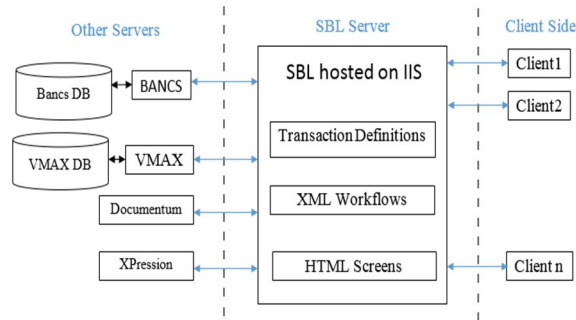 Other Servers
SBL Server
Client Side
SBL hosted on IIS
Bancs DB
BANCS
Client1
Client2
Transaction Definitions
VMAX DB
VMAX
Documentum
XML Workflows
XPression
HTML Screens
Client n